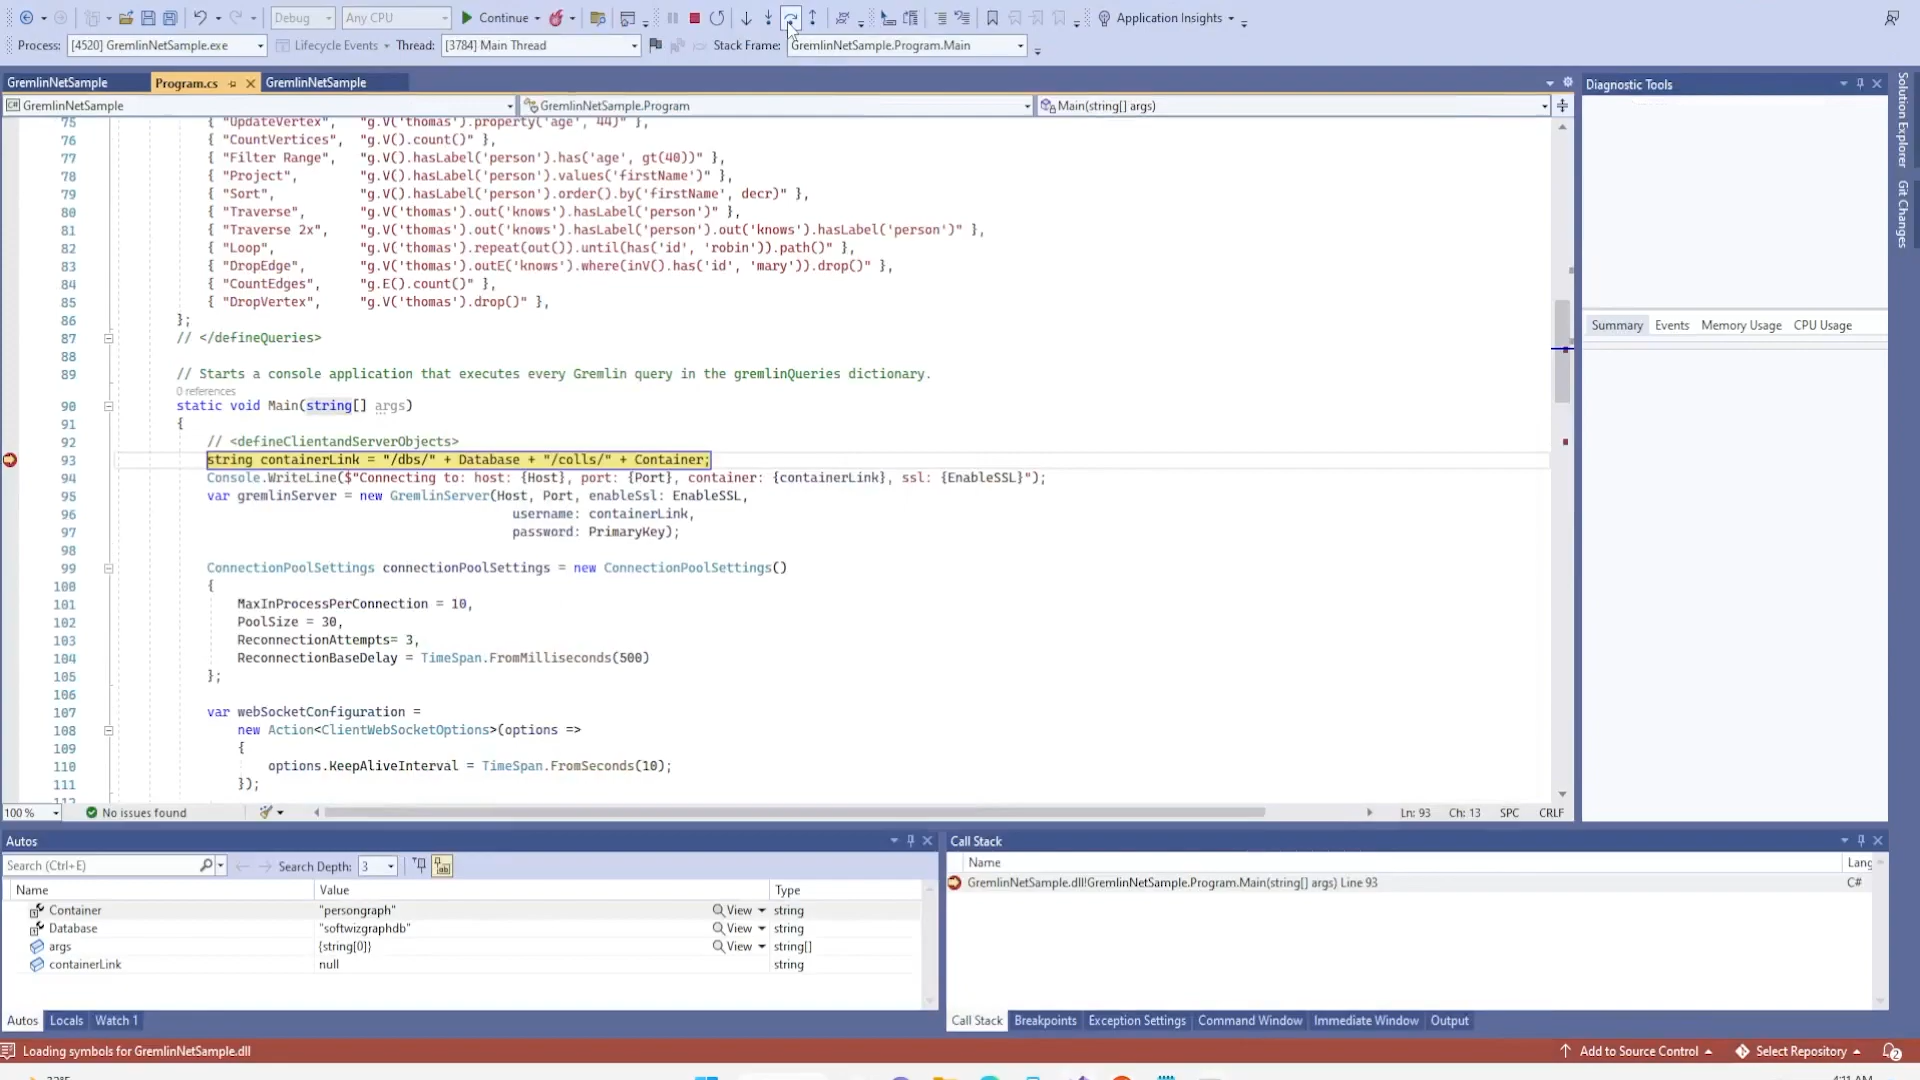 Debug Any CPU Continue Application Insights
Process: [4520] GremlinNetSample.exe Lifecycle Events Thread: [3784] Main Thread Stack Frame: GremlinNetSample.Program.Main
GremlinNetSample Program.cs GremlinNetSample
C# GremlinNetSample GremlinNetSample.Program Main(string[] args)
75 { "UpdateVertex", "g.V('thomas').property('age', 44)" },
76 { "CountVertices", "g.V().count()" },
77 { "Filter Range", "g.V().hasLabel('person').has('age', gt(40))" },
78 { "Project", "g.V().hasLabel('person').values('firstName')" },
79 { "Sort", "g.V().hasLabel('person').order().by('firstName', decr)" },
80 { "Traverse", "g.V('thomas').out('knows').hasLabel('person')" },
81 { "Traverse 2x", "g.V('thomas').out('knows').hasLabel('person').out('knows').hasLabel('person')" },
82 { "Loop", "g.V('thomas').repeat(out()).until(has('id', 'robin')).path()" },
83 { "DropEdge", "g.V('thomas').outE('knows').where(inV().has('id', 'mary')).drop()" },
84 { "CountEdges", "g.E().count()" },
85 { "DropVertex", "g.V('thomas').drop()" },
86 };
87 // </defineQueries>
88
89 // Starts a console application that executes every Gremlin query in the gremlinQueries dictionary.
0 references
90 static void Main(string[] args)
91 {
92 // <defineClientandServerObjects>
93 string containerLink = "/dbs/" + Database + "/colls/" + Container;
94 Console.WriteLine($"Connecting to: host: {Host}, port: {Port}, container: {containerLink}, ssl: {EnableSSL}");
95 var gremlinServer = new GremlinServer(Host, Port, enableSsl: EnableSSL,
96 username: containerLink,
97 password: PrimaryKey);
98
99 ConnectionPoolSettings connectionPoolSettings = new ConnectionPoolSettings()
100 {
101 MaxInProcessPerConnection = 10,
102 PoolSize = 30,
103 ReconnectionAttempts= 3,
104 ReconnectionBaseDelay = TimeSpan.FromMilliseconds(500)
105 };
106
107 var webSocketConfiguration =
108 new Action<ClientWebSocketOptions>(options =>
109 {
110 options.KeepAliveInterval = TimeSpan.FromSeconds(10);
111 });
100 % No issues found Ln: 93 Ch: 13 SPC CRLF
Diagnostic Tools
Summary Events Memory Usage CPU Usage
Solution Explorer
Git Changes
Autos
Search (Ctrl+E) Search Depth: 3
Name Value Type
Container "persongraph" View string
Database "softwizgraphdb" View string
args {string[0]} View string[]
containerLink null string
Autos Locals Watch 1
Call Stack
Name Lang
GremlinNetSample.dll!GremlinNetSample.Program.Main(string[] args) Line 93 C#
Call Stack Breakpoints Exception Settings Command Window Immediate Window Output
Loading symbols for GremlinNetSample.dll Add to Source Control Select Repository 2